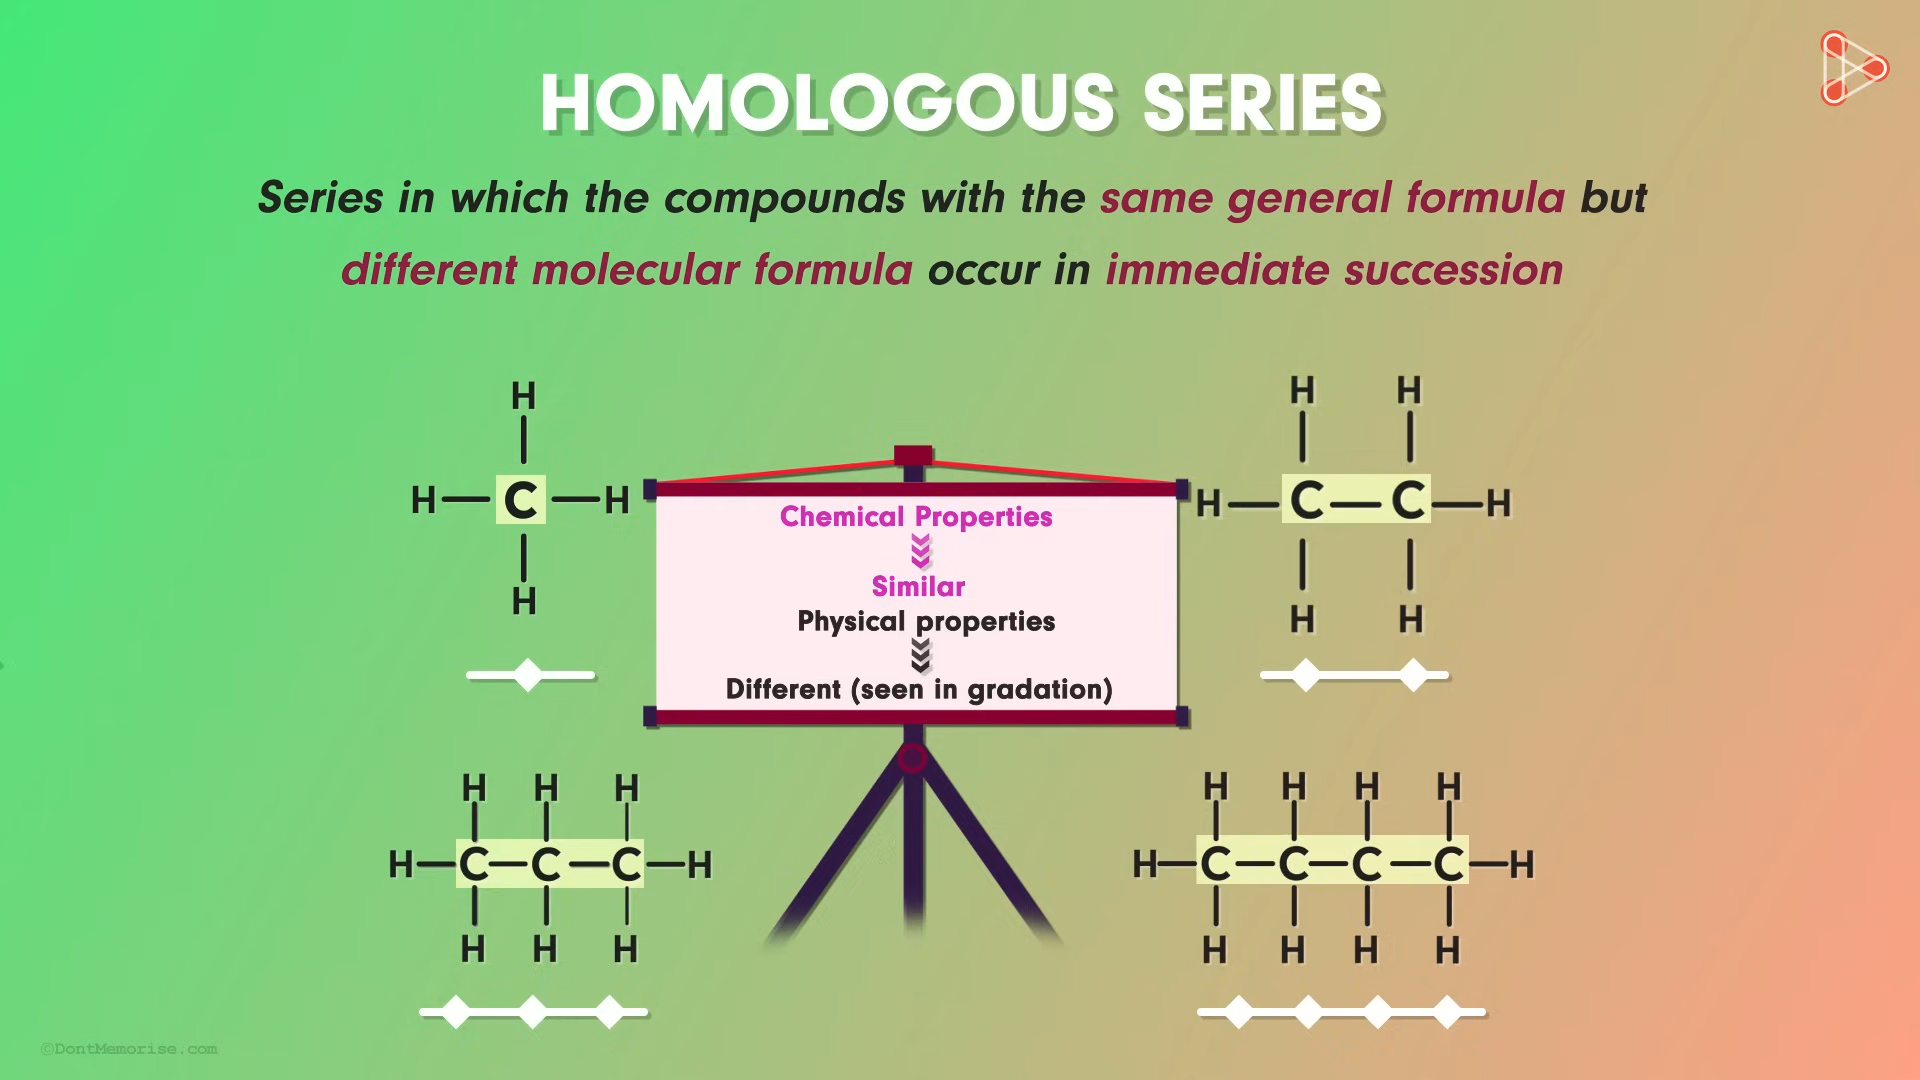 HOMOLOGOUS SERIES
Series in which the compounds with the same general formula but
different molecular formula occur in immediate succession
H
H C H
H
Chemical Properties
Similar
Physical properties
Different (seen in gradation)
H H
H C C H
H H
H H H
H C C C H
H H H
H H H H
H C C C C H
H H H H
©DontMemorise.com